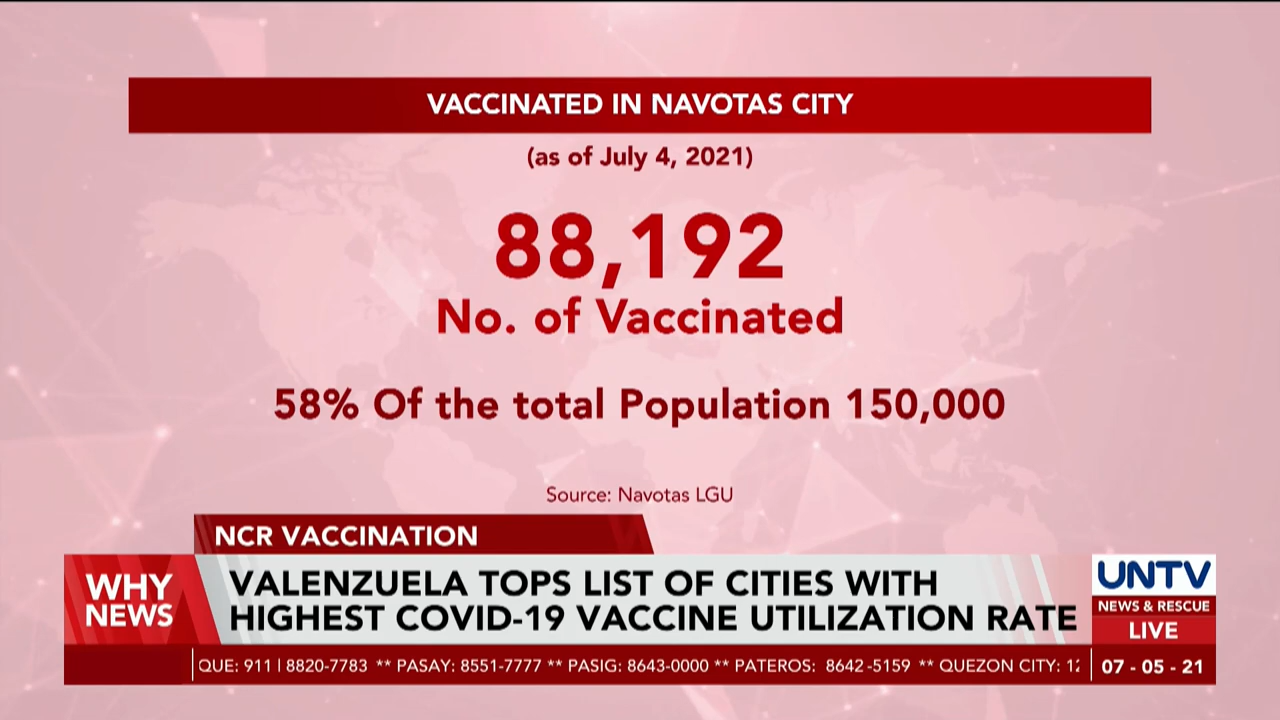 VACCINATED IN NAVOTAS CITY
(as of July 4, 2021)
88,192
No. of Vaccinated
58% Of the total Population 150,000
Source: Navotas LGU
NCR VACCINATION
WHY
NEWS
VALENZUELA TOPS LIST OF CITIES WITH
HIGHEST COVID-19 VACCINE UTILIZATION RATE
UNTV
NEWS & RESCUE
LIVE
QUE: 911 | 8820-7783 ** PASAY: 8551-7777 ** PASIG: 8643-0000 ** PATEROS: 8642-5159 ** QUEZON CITY: 12
07 - 05 - 21